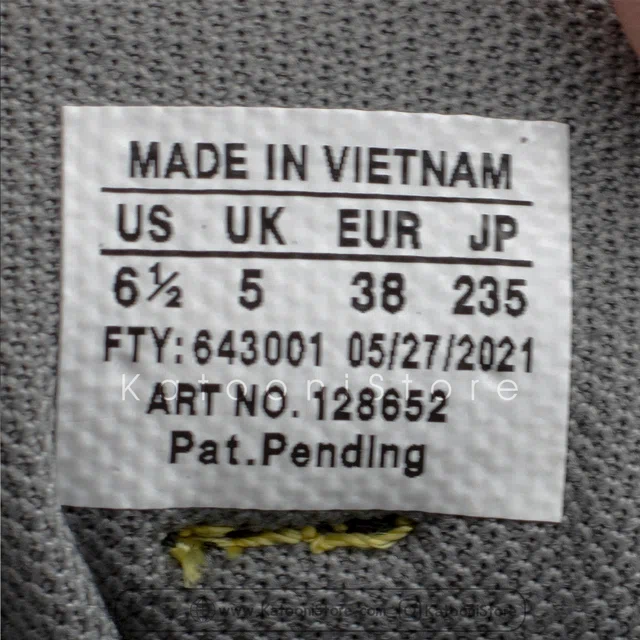 MADE IN VIETNAM
US UK EUR JP
6½ 5 38 235
FTY: 643001 05/27/2021
KatooniStore
ART NO. 128652
Pat.Pending